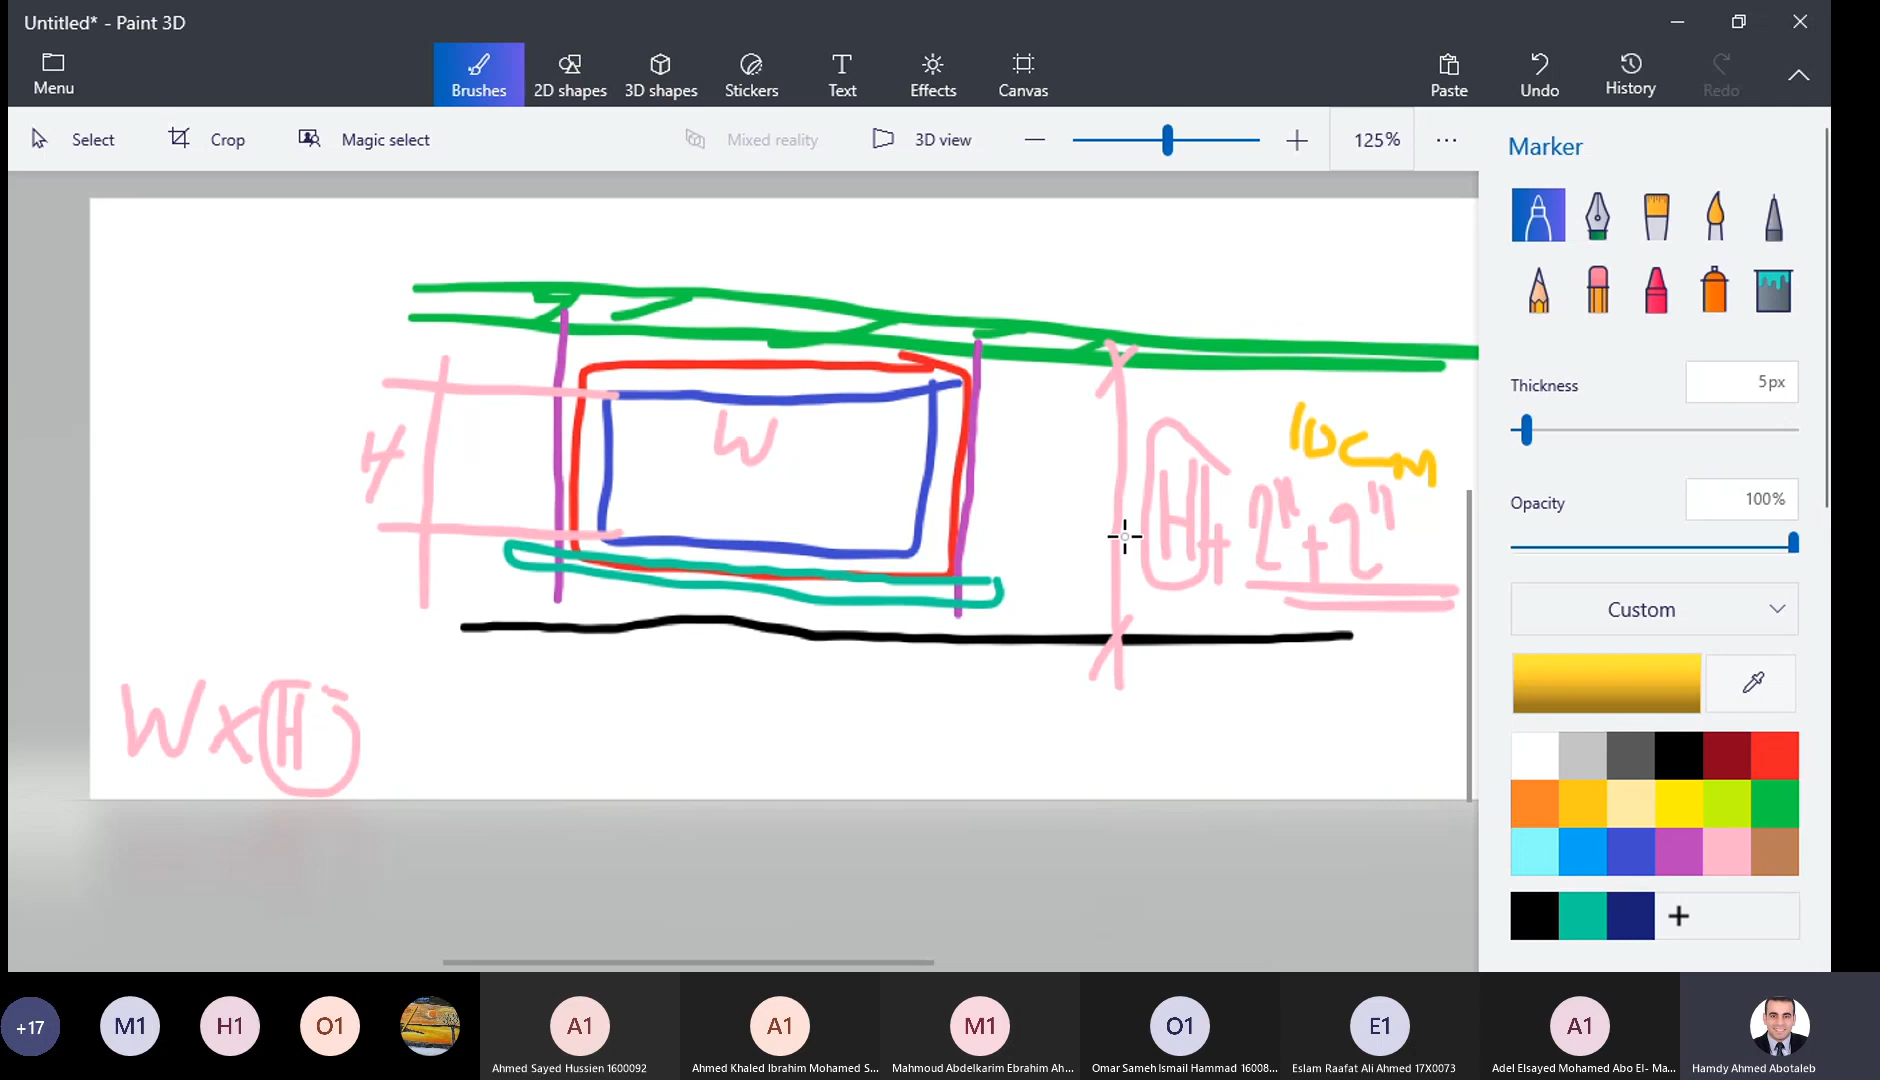 Untitled* - Paint 3D
Menu
Brushes
2D shapes
3D shapes
Stickers
Text
Effects
Canvas
Paste
Undo
History
Redo
Select
Crop
Magic select
Mixed reality
3D view
125%
Marker
Thickness
5px
Opacity
100%
Custom
+
W
H
10cm
H + 2" + 2"
W x H
+17
M1
H1
O1
A1
Ahmed Sayed Hussien 1600092
A1
Ahmed Khaled Ibrahim Mohamed S...
M1
Mahmoud Abdelkarim Ebrahim Ah...
O1
Omar Sameh Ismail Hammad 16008...
E1
Eslam Raafat Ali Ahmed 17X0073
A1
Adel Elsayed Mohamed Abo El- Ma...
Hamdy Ahmed Abotaleb